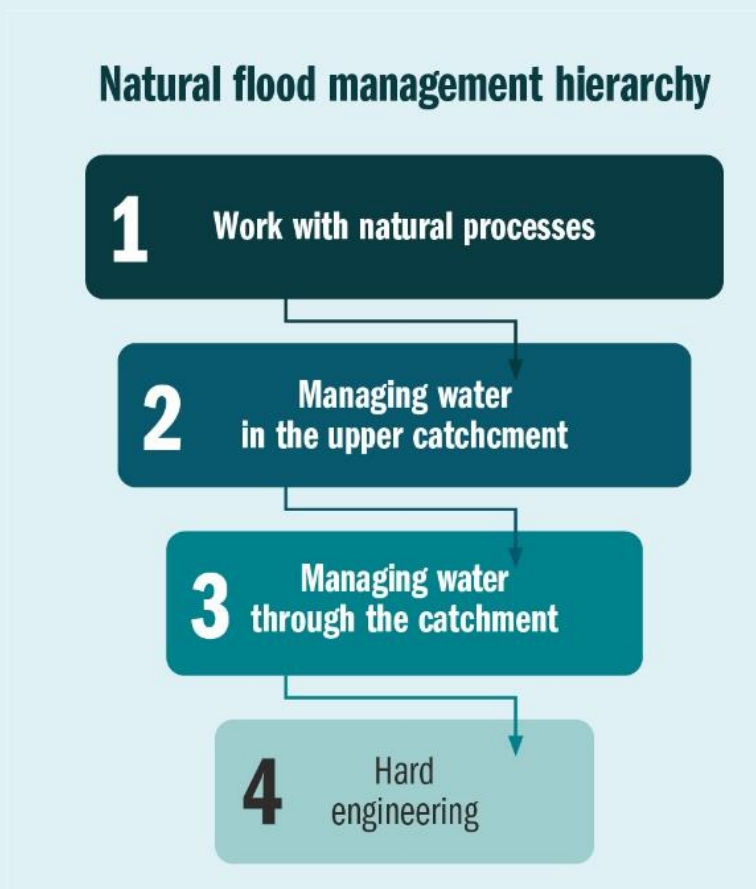 Natural flood management hierarchy
1
Work with natural processes
2
Managing water
in the upper catchcment
3
Managing water
through the catchment
4
Hard
engineering